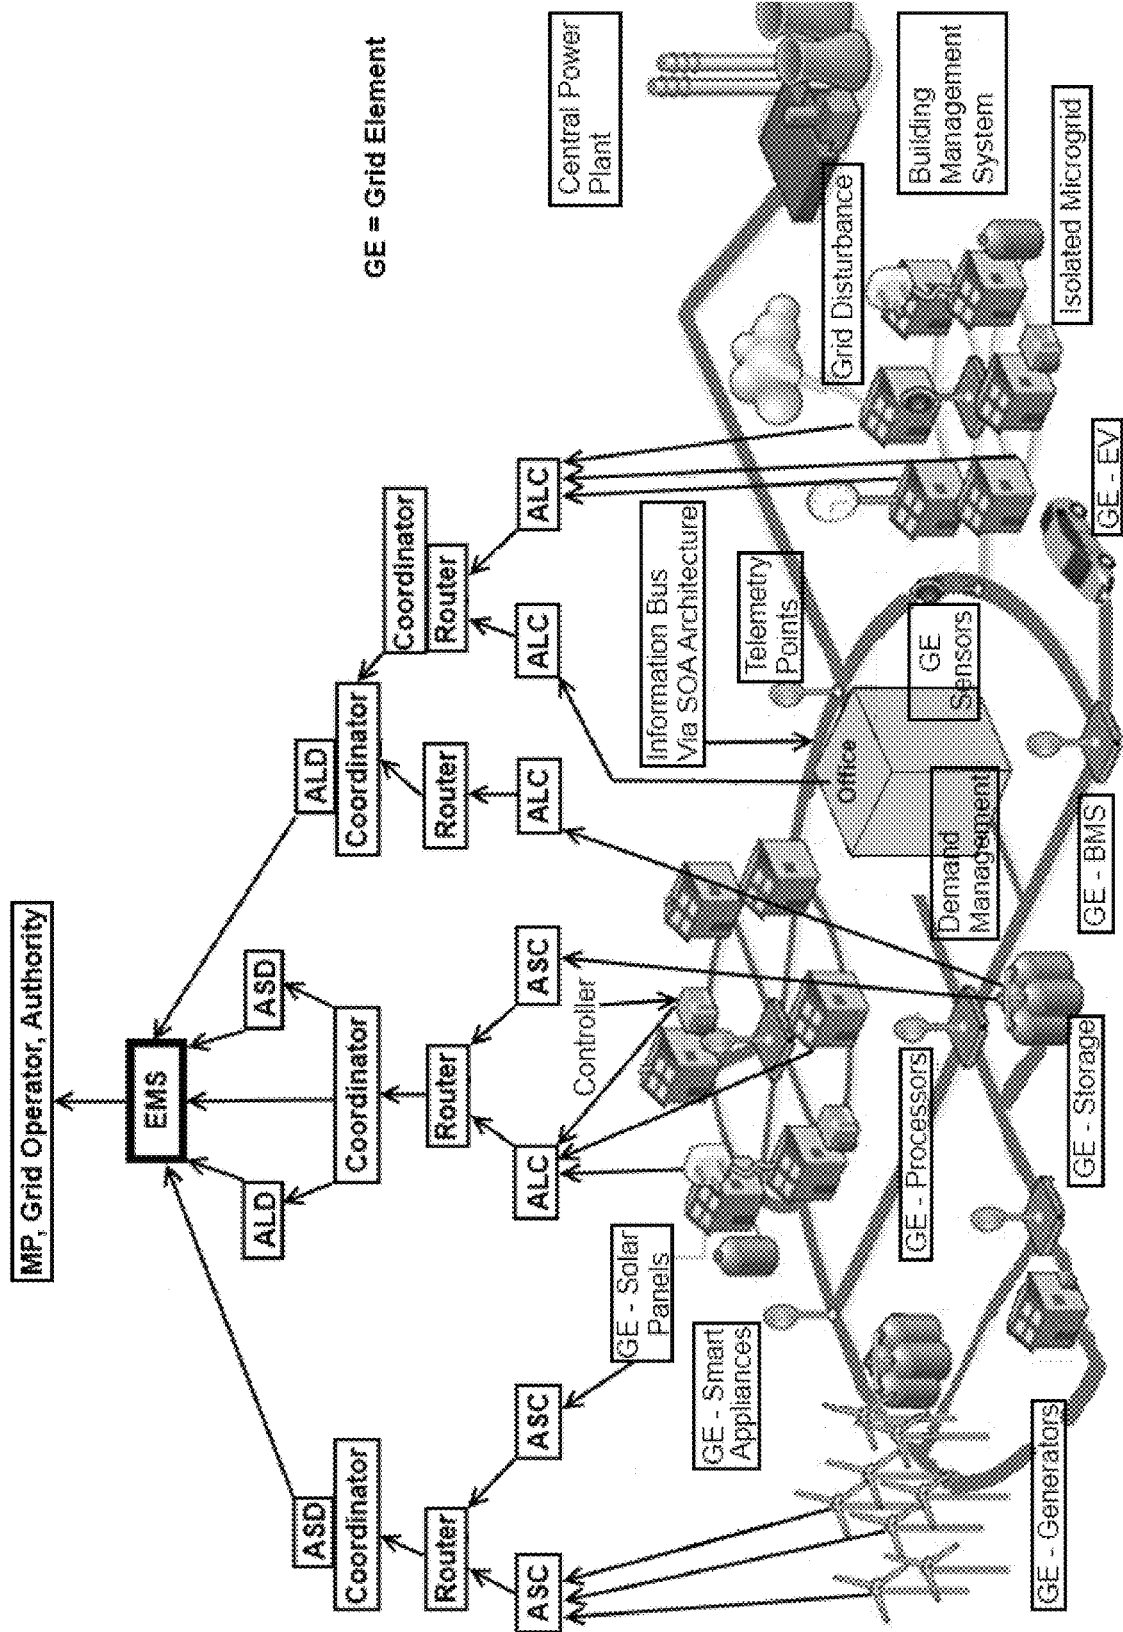 MP, Grid Operator, Authority
EMS
ASD
ALD
ASD
ALD
Coordinator
Coordinator
Coordinator
Coordinator
Router
Router
Router
Router
ASC
ASC
ALC
ASC
ALC
ALC
ALC
GE = Grid Element
Controller
Central Power
Plant
GE - Solar
Panels
Information Bus
Via SOA Architecture
GE - Smart
Appliances
Telemetry
Points
Grid Disturbance
Office
GE - Processors
Demand
Management
GE
Sensors
Building
Management
System
GE - Generators
GE - Storage
GE - BMS
GE - EV
Isolated Microgrid